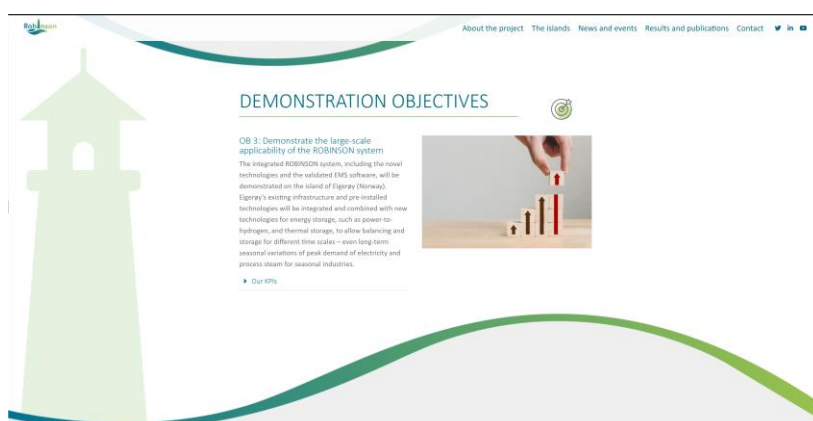 Robinson
About the project The islands News and events Results and publications Contact
DEMONSTRATION OBJECTIVES
OB 3: Demonstrate the large-scale
applicability of the ROBINSON system
The integrated ROBINSON system, including the novel
technologies and the validated EMS software, will be
demonstrated on the island of Eigerøy (Norway).
Eigerøy's existing infrastructure and pre-installed
technologies will be integrated and combined with new
technologies for energy storage, such as power-to-
hydrogen, and thermal storage, to allow balancing and
storage for different time scales – even long-term
seasonal variations of peak demand of electricity and
process steam for seasonal industries.
Our KPIs